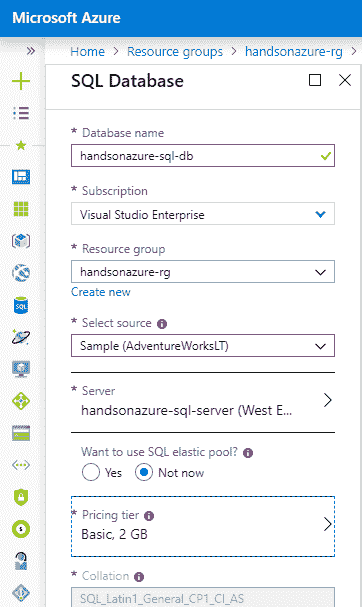 Microsoft Azure
Home > Resource groups > handsonazure-rg >
SQL Database
* Database name
handsonazure-sql-db
* Subscription
Visual Studio Enterprise
* Resource group
handsonazure-rg
Create new
* Select source
Sample (AdventureWorksLT)
* Server
handsonazure-sql-server (West E...
Want to use SQL elastic pool?
Yes Not now
* Pricing tier
Basic, 2 GB
* Collation
SQL_Latin1_General_CP1_CI_AS